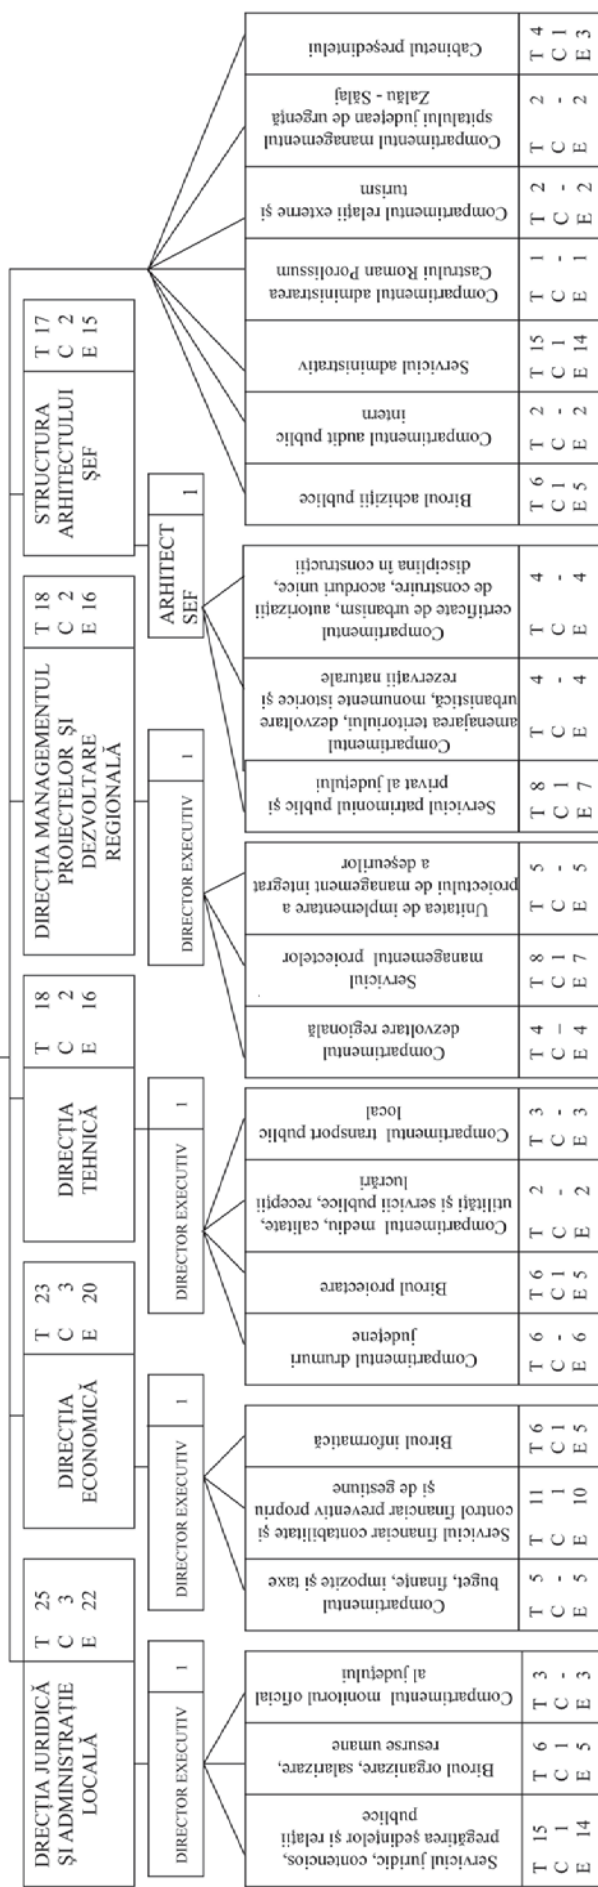 DRECȚIA JURIDICĂ
ȘI ADMINISTRAȚIE
LOCALĂ
T 25
C 3
E 22
DIRECȚIA
ECONOMICĂ
T 23
C 3
E 20
DIRECȚIA
TEHNICĂ
T 18
C 2
E 16
DIRECȚIA MANAGEMENTUL
PROIECTELOR ȘI
DEZVOLTARE
REGIONALĂ
T 18
C 2
E 16
STRUCTURA
ARHITECTULUI
ȘEF
T 17
C 2
E 15
DIRECTOR EXECUTIV 1
DIRECTOR EXECUTIV 1
DIRECTOR EXECUTIV 1
DIRECTOR EXECUTIV 1
ARHITECT
SEF
1
Serviciul juridic, contencios,
pregătirea ședințelor și relații
publice
T 15
C 1
E 14
Biroul organizare, salarizare,
resurse umane
T 6
C 1
E 5
Compartimentul monitorul oficial
al județului
T 3
C -
E 3
Compartimentul
buget, finanțe, impozite și taxe
T 5
C -
E 5
Serviciul financiar contabilitate și
control financiar preventiv propriu
și de gestiune
T 11
C 1
E 10
Biroul informatică
T 6
C 1
E 5
Compartimentul drumuri
județene
T 6
C -
E 6
Biroul proiectare
T 6
C 1
E 5
Compartimentul mediu, calitate,
utilități și servicii publice, recepții
lucrări
T 2
C -
E 2
Compartimentul transport public
local
T 3
C -
E 3
Compartimentul
dezvoltare regională
T 4
C –
E 4
Serviciul
managementul proiectelor
T 8
C 1
E 7
Unitatea de implementare a
proiectului de management integrat
a deșeurilor
T 5
C -
E 5
Serviciul patrimoniul public și
privat al județului
T 8
C 1
E 7
Compartimentul
amenajarea teritoriului, dezvoltare
urbanistică, monumente istorice și
rezervații naturale
T 4
C -
E 4
Compartimentul
certificate de urbanism, autorizații
de construire, acorduri unice,
disciplina în construcții
T 4
C -
E 4
Biroul achiziții publice
T 6
C 1
E 5
Compartimentul audit public
intern
T 2
C -
E 2
Serviciul administrativ
T 15
C 1
E 14
Compartimentul administrarea
Castrului Roman Porolissum
T 1
C -
E 1
Compartimentul relații externe și
turism
T 2
C -
E 2
Compartimentul managementul
spitalului județean de urgență
Zalău - Sălaj
T 2
C -
E 2
Cabinetul președintelui
T 4
C 1
E 3